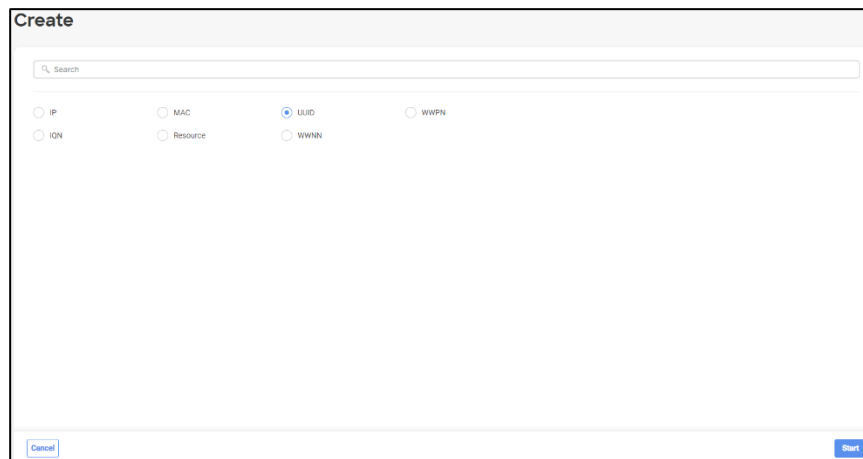 Create
Search
IP MAC UUID WWPN
IQN Resource WWNN
Cancel Start